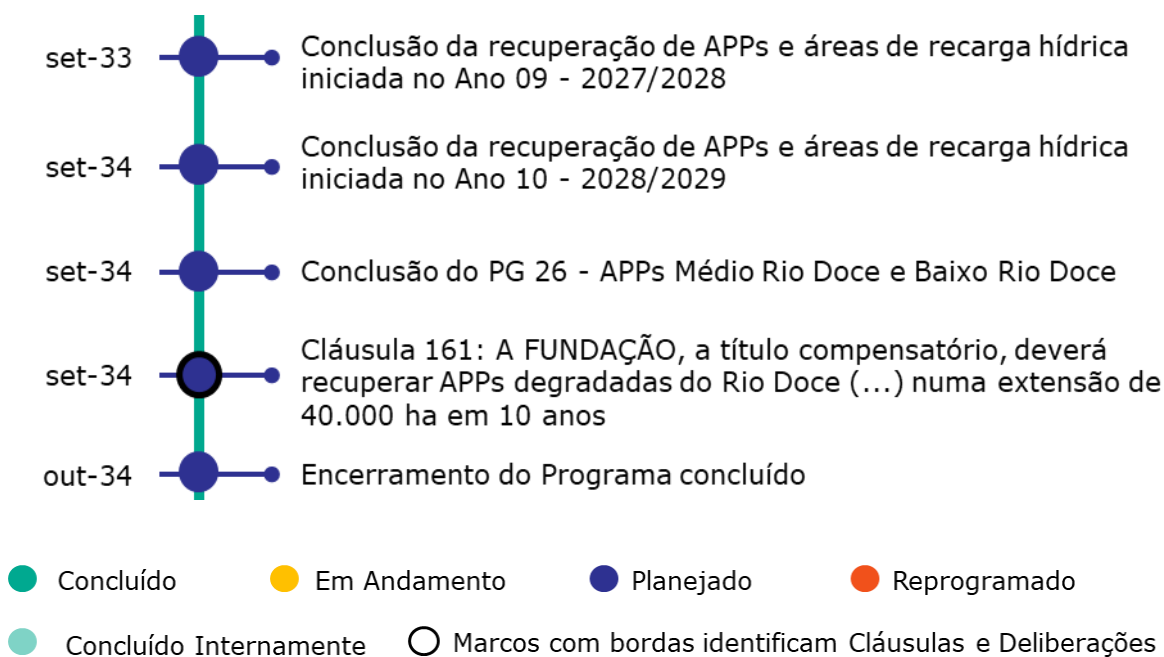 set-33
Conclusão da recuperação de APPs e áreas de recarga hídrica
iniciada no Ano 09 - 2027/2028
set-34
Conclusão da recuperação de APPs e áreas de recarga hídrica
iniciada no Ano 10 - 2028/2029
set-34
Conclusão do PG 26 - APPs Médio Rio Doce e Baixo Rio Doce
set-34
Cláusula 161: A FUNDAÇÃO, a título compensatório, deverá
recuperar APPs degradadas do Rio Doce (...) numa extensão de
40.000 ha em 10 anos
out-34
Encerramento do Programa concluído
Concluído
Em Andamento
Planejado
Reprogramado
Concluído Internamente
Marcos com bordas identificam Cláusulas e Deliberações